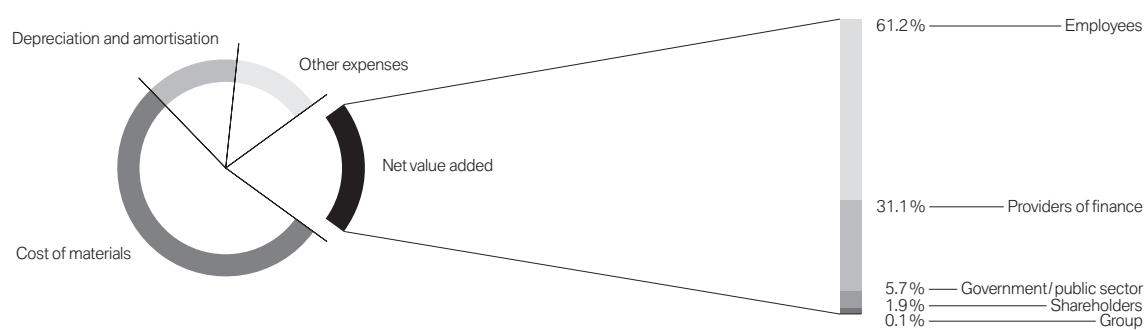 Depreciation and amortisation
Other expenses
Net value added
Cost of materials
61.2 % Employees
31.1 % Providers of finance
5.7 % Government / public sector
1.9 % Shareholders
0.1 % Group